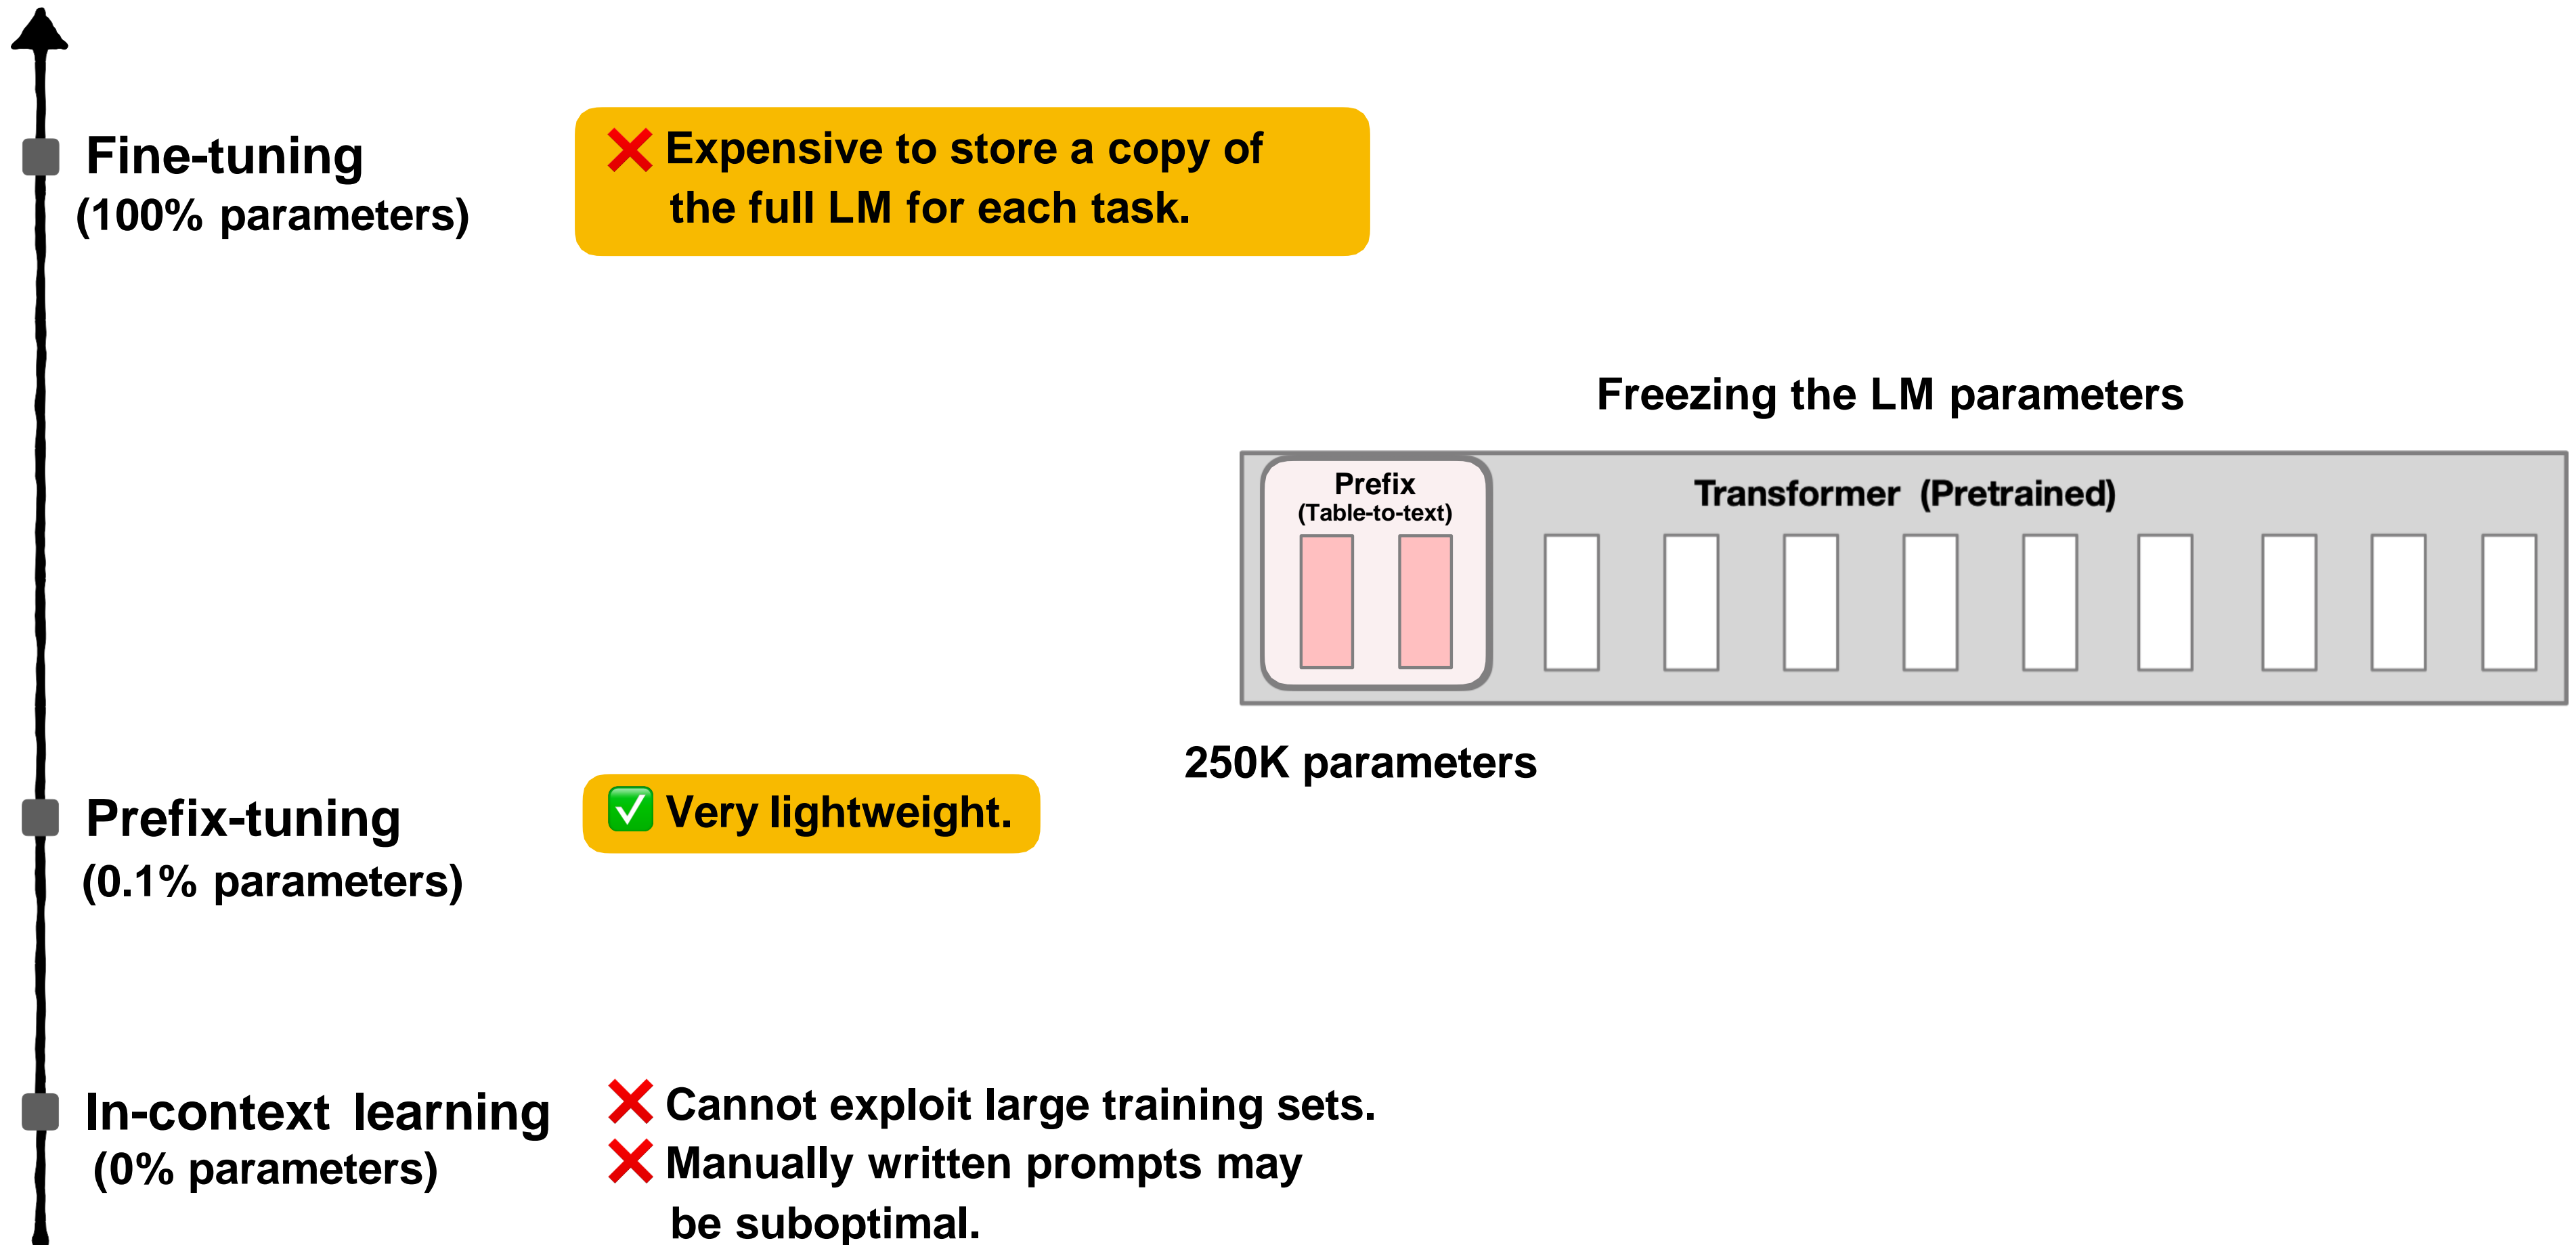 Fine-tuning
(100% parameters)
❌ Expensive to store a copy of
the full LM for each task.
Freezing the LM parameters
Prefix
(Table-to-text)
Transformer (Pretrained)
250K parameters
Prefix-tuning
(0.1% parameters)
✅ Very lightweight.
In-context learning
(0% parameters)
❌ Cannot exploit large training sets.
❌ Manually written prompts may
be suboptimal.